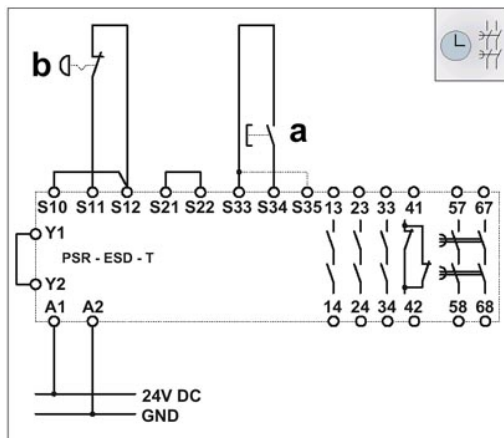 b
a
S10 S11 S12 S21 S22 S33 S34 S35 13 23 33 41 57 67
Y1
PSR - ESD - T
Y2
A1 A2 14 24 34 42 58 68
24V DC
GND